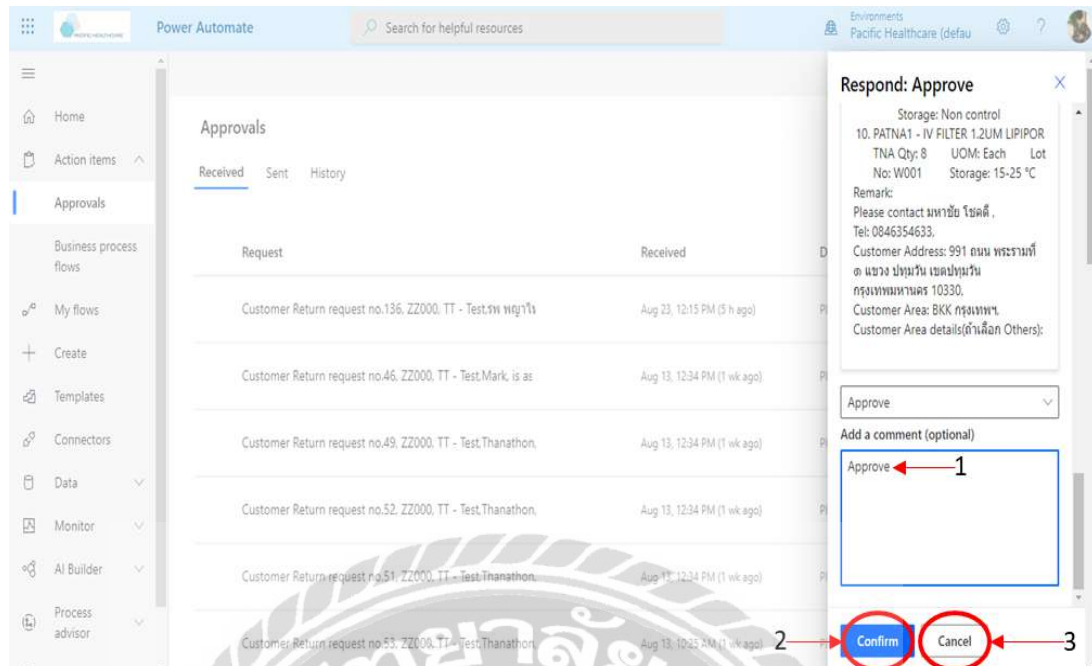 PACIFIC HEALTHCARE
Power Automate
Search for helpful resources
Environments
Pacific Healthcare (defau
?
Home
Action items
Approvals
Business process
flows
My flows
Create
Templates
Connectors
Data
Monitor
AI Builder
Process
advisor
Approvals
Received Sent History
Request Received D
Customer Return request no.136, ZZ000, TT - Test,รพ พญาไท Aug 23, 12:15 PM (5 h ago)
Customer Return request no.46, ZZ000, TT - Test,Mark, is as Aug 13, 12:34 PM (1 wk ago)
Customer Return request no.49, ZZ000, TT - Test,Thanathon, Aug 13, 12:34 PM (1 wk ago)
Customer Return request no.52, ZZ000, TT - Test,Thanathon, Aug 13, 12:34 PM (1 wk ago)
Customer Return request no.51, ZZ000, TT - Test,Thanathon, Aug 13, 12:34 PM (1 wk ago)
Customer Return request no.53, ZZ000, TT - Test,Thanathon, Aug 13, 10:25 AM (1 wk ago)
Respond: Approve
Storage: Non control
10. PATNA1 - IV FILTER 1.2UM LIPIPOR
TNA Qty: 8 UOM: Each Lot
No: W001 Storage: 15-25 °C
Remark:
Please contact มหาชัย โชคดี .
Tel: 0846354633,
Customer Address: 991 ถนน พระรามที่
๑ แขวง ปทุมวัน เขตปทุมวัน
กรุงเทพมหานคร 10330,
Customer Area: BKK กรุงเทพฯ,
Customer Area details(ถ้าเลือก Others):
Approve
Add a comment (optional)
Approve 1
2 Confirm Cancel 3